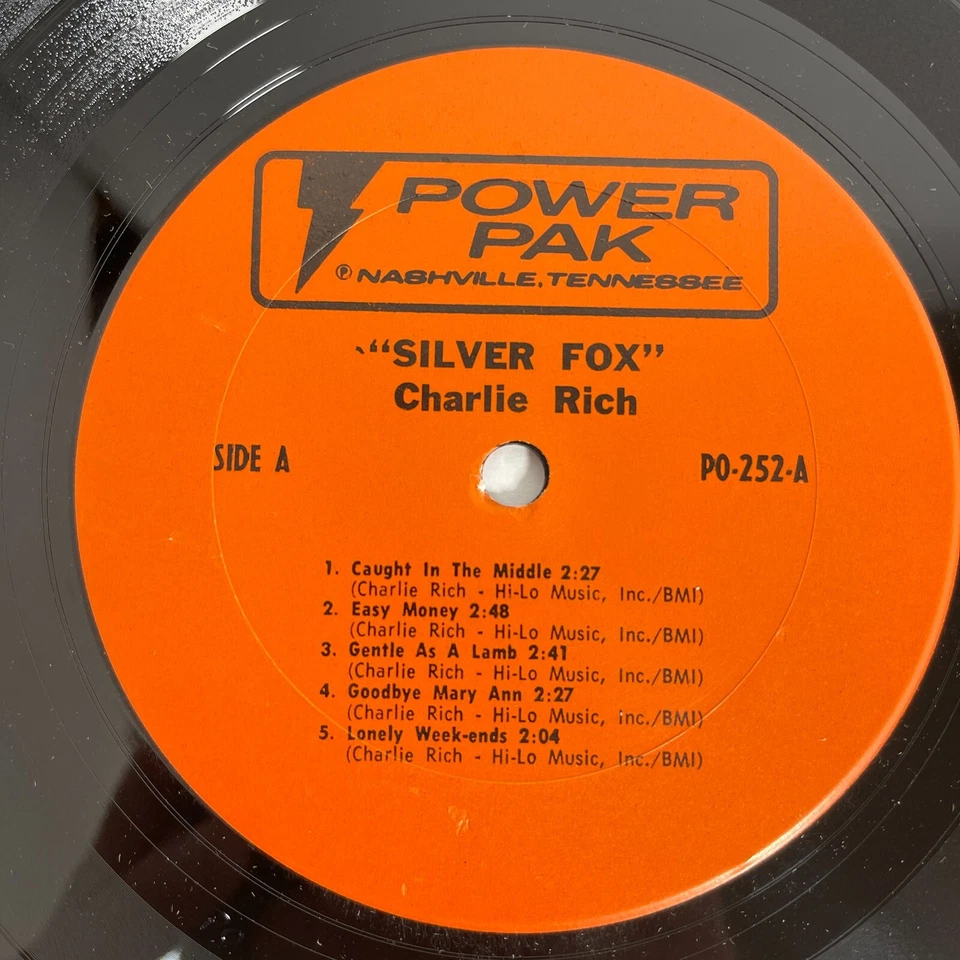 POWER
PAK
℗ NASHVILLE, TENNESSEE
“SILVER FOX”
Charlie Rich
SIDE A
PO-252-A
1. Caught In The Middle 2:27
(Charlie Rich - Hi-Lo Music, Inc./BMI)
2. Easy Money 2:48
(Charlie Rich - Hi-Lo Music, Inc./BMI)
3. Gentle As A Lamb 2:41
(Charlie Rich - Hi-Lo Music, Inc./BMI)
4. Goodbye Mary Ann 2:27
(Charlie Rich - Hi-Lo Music, Inc./BMI)
5. Lonely Week-ends 2:04
(Charlie Rich - Hi-Lo Music, Inc./BMI)